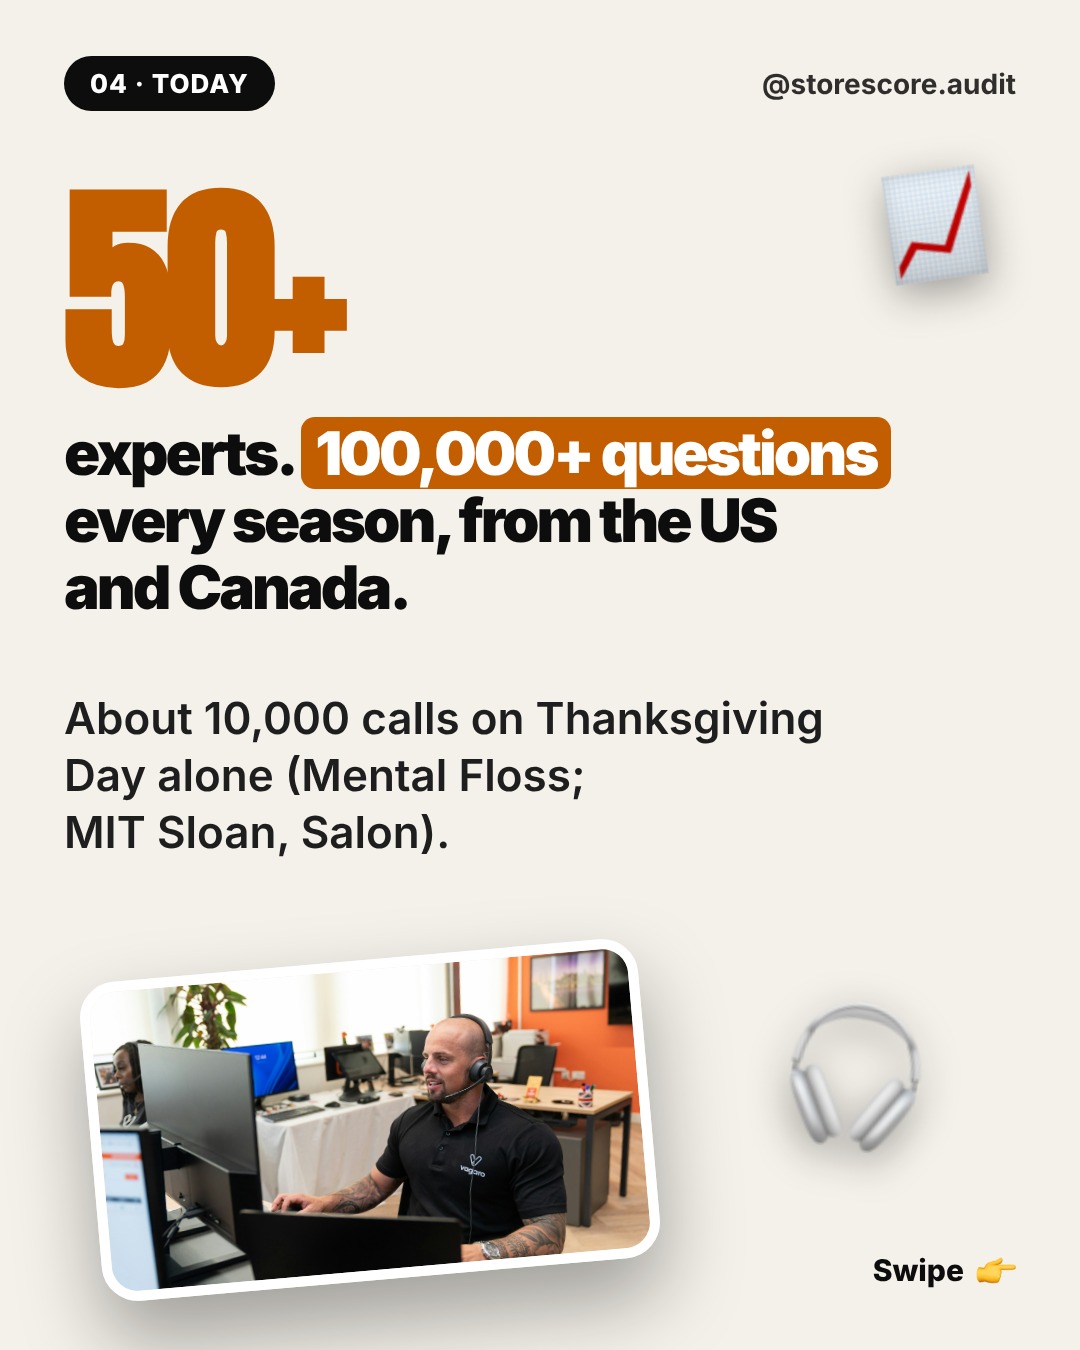 04 · TODAY
@storescore.audit
50+
experts. 100,000+ questions
every season, from the US
and Canada.
About 10,000 calls on Thanksgiving
Day alone (Mental Floss;
MIT Sloan, Salon).
vagaro
Swipe 👉